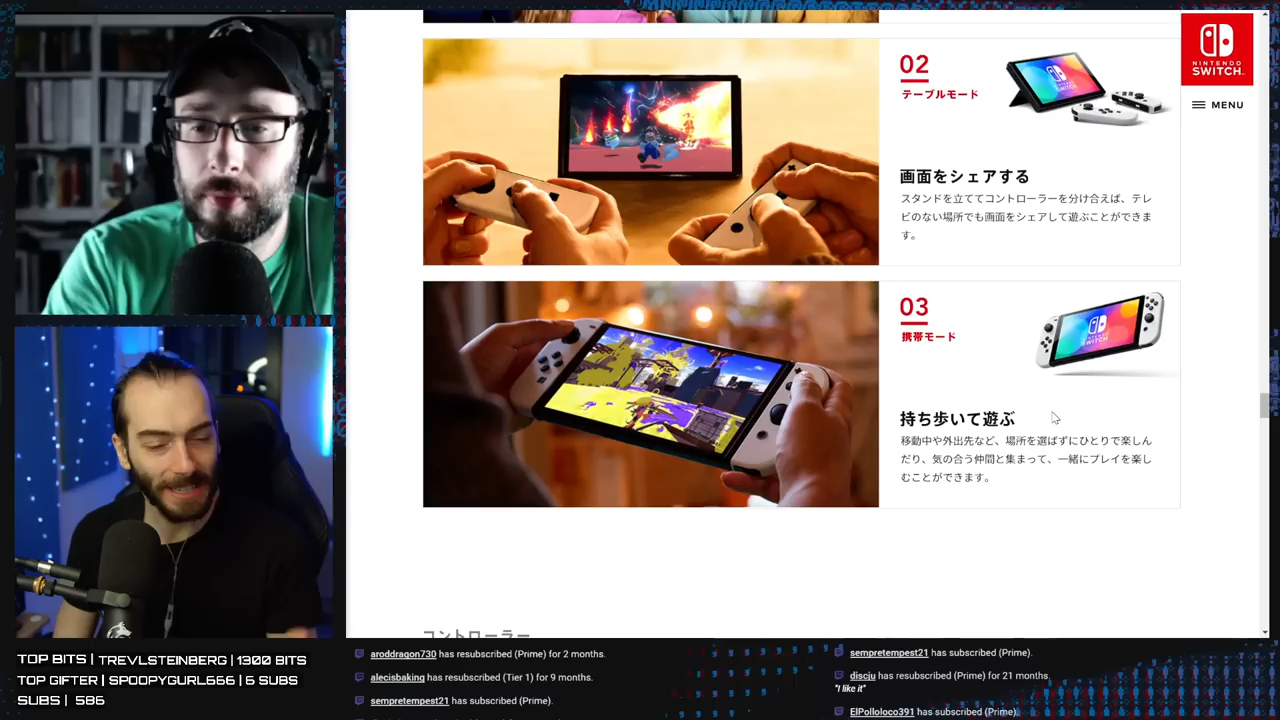 02
テーブルモード
画面をシェアする
スタンドを立ててコントローラーを分け合えば、テレ
ビのない場所でも画面をシェアして遊ぶことができま
す。
03
携帯モード
持ち歩いて遊ぶ
移動中や外出先など、場所を選ばずにひとりで楽しん
だり、気の合う仲間と集まって、一緒にプレイを楽し
むことができます。
NINTENDO
SWITCH
MENU
コントローラー
TOP BITS | TREVLSTEINBERG | 1300 BITS
TOP GIFTER | SPOOPYGURL666 | 6 SUBS
SUBS | 586
aroddragon730 has resubscribed (Prime) for 2 months.
alecisbaking has resubscribed (Tier 1) for 9 months.
sempretempest21 has subscribed (Prime).
sempretempest21 has subscribed (Prime).
discju has resubscribed (Prime) for 21 months.
"I like it"
ElPolloloco391 has subscribed (Prime).